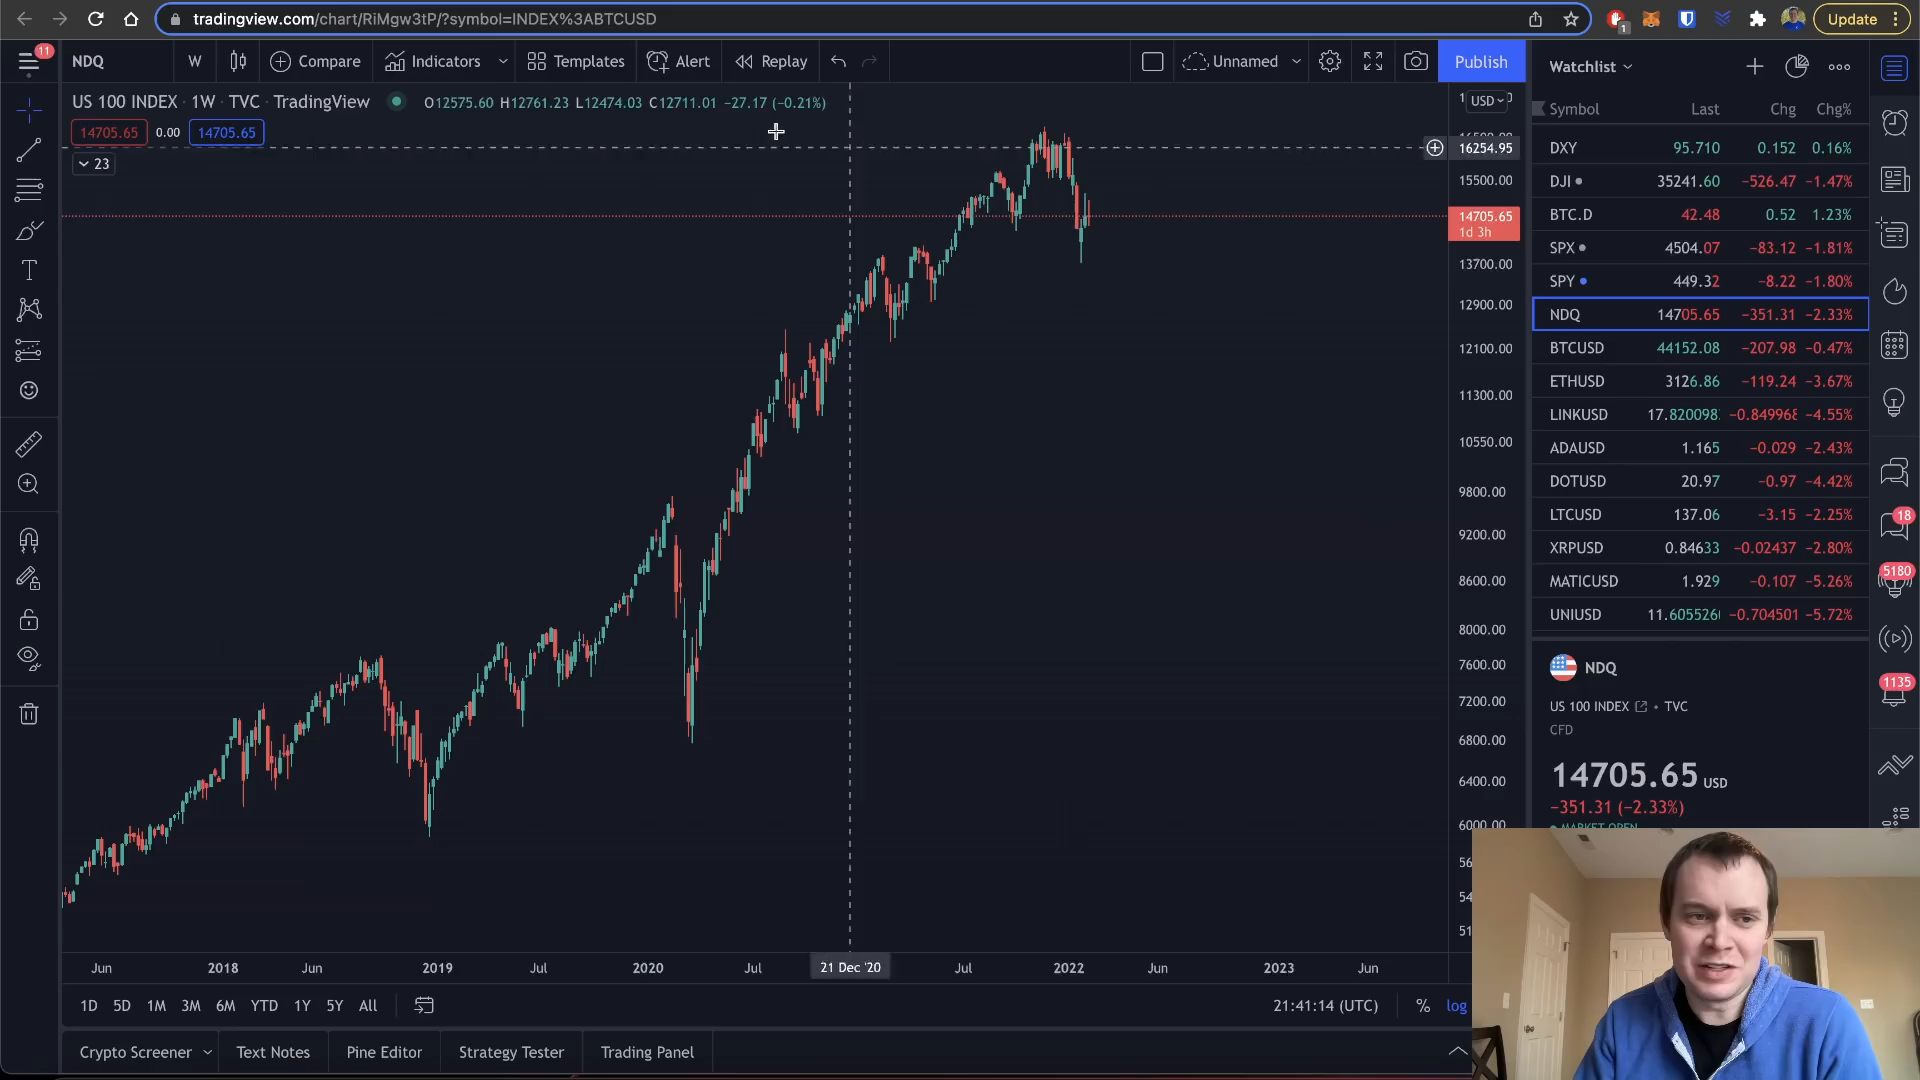 tradingview.com/chart/RiMgw3tP/?symbol=INDEX%3ABTCUSD
1
Update
11
NDQ
W
Compare
Indicators
Templates
Alert
Replay
Unnamed
Publish
Watchlist
US 100 INDEX · 1W · TVC · TradingView
O12575.60 H12761.23 L12474.03 C12711.01 −27.17 (−0.21%)
USD
14705.65 0.00 14705.65
23
Symbol Last Chg Chg%
DXY 95.710 0.152 0.16%
DJI 35241.60 −526.47 −1.47%
BTC.D 42.48 0.52 1.23%
SPX 4504.07 −83.12 −1.81%
SPY 449.32 −8.22 −1.80%
NDQ 14705.65 −351.31 −2.33%
BTCUSD 44152.08 −207.98 −0.47%
ETHUSD 3126.86 −119.24 −3.67%
LINKUSD 17.8200982 −0.849968 −4.55%
ADAUSD 1.165 −0.029 −2.43%
DOTUSD 20.97 −0.97 −4.42%
LTCUSD 137.06 −3.15 −2.25%
XRPUSD 0.84633 −0.02437 −2.80%
MATICUSD 1.929 −0.107 −5.26%
UNIUSD 11.605526 −0.704501 −5.72%
16254.95
15500.00
14705.65
1d 3h
13700.00
12900.00
12100.00
11300.00
10550.00
9800.00
9200.00
8600.00
8000.00
7600.00
7200.00
6800.00
6400.00
6000.00
18
5180
1135
NDQ
US 100 INDEX • TVC
CFD
14705.65 USD
−351.31 (−2.33%)
MARKET OPEN
Jun 2018 Jun 2019 Jul 2020 Jul 21 Dec '20 Jul 2022 Jun 2023 Jun
1D 5D 1M 3M 6M YTD 1Y 5Y All
21:41:14 (UTC) % log
Crypto Screener Text Notes Pine Editor Strategy Tester Trading Panel